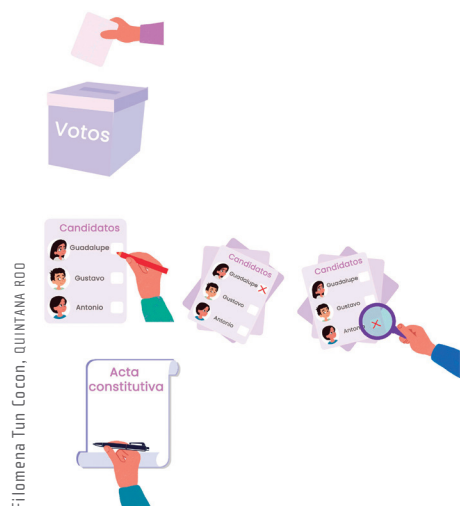 Votos
Candidatos
Guadalupe
Gustavo
Antonio
Candidatos
Guadalupe
Gustavo
Antonio
Candidatos
Guadalupe
Gustavo
Acta
constitutiva
Filomena Tun Cocon, QUINTANA ROO